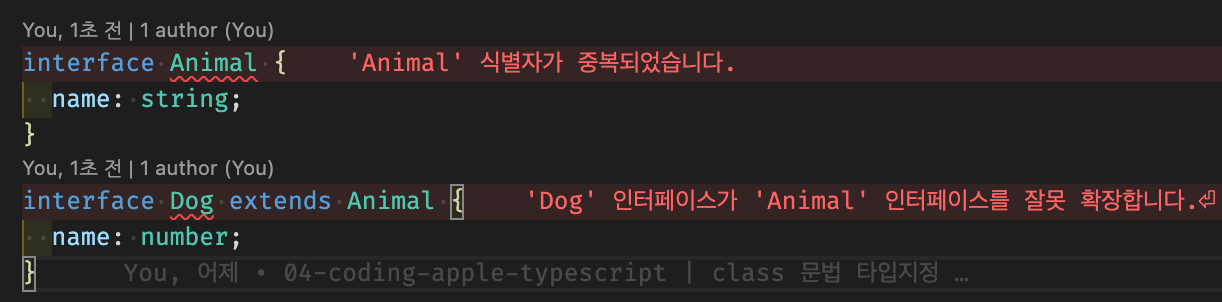 You, 1초 전 | 1 author (You)
interface Animal {    'Animal' 식별자가 중복되었습니다.
  name: string;
}
You, 1초 전 | 1 author (You)
interface Dog extends Animal {    'Dog' 인터페이스가 'Animal' 인터페이스를 잘못 확장합니다.⏎
  name: number;
}    You, 어제 • 04-coding-apple-typescript | class 문법 타입지정 …